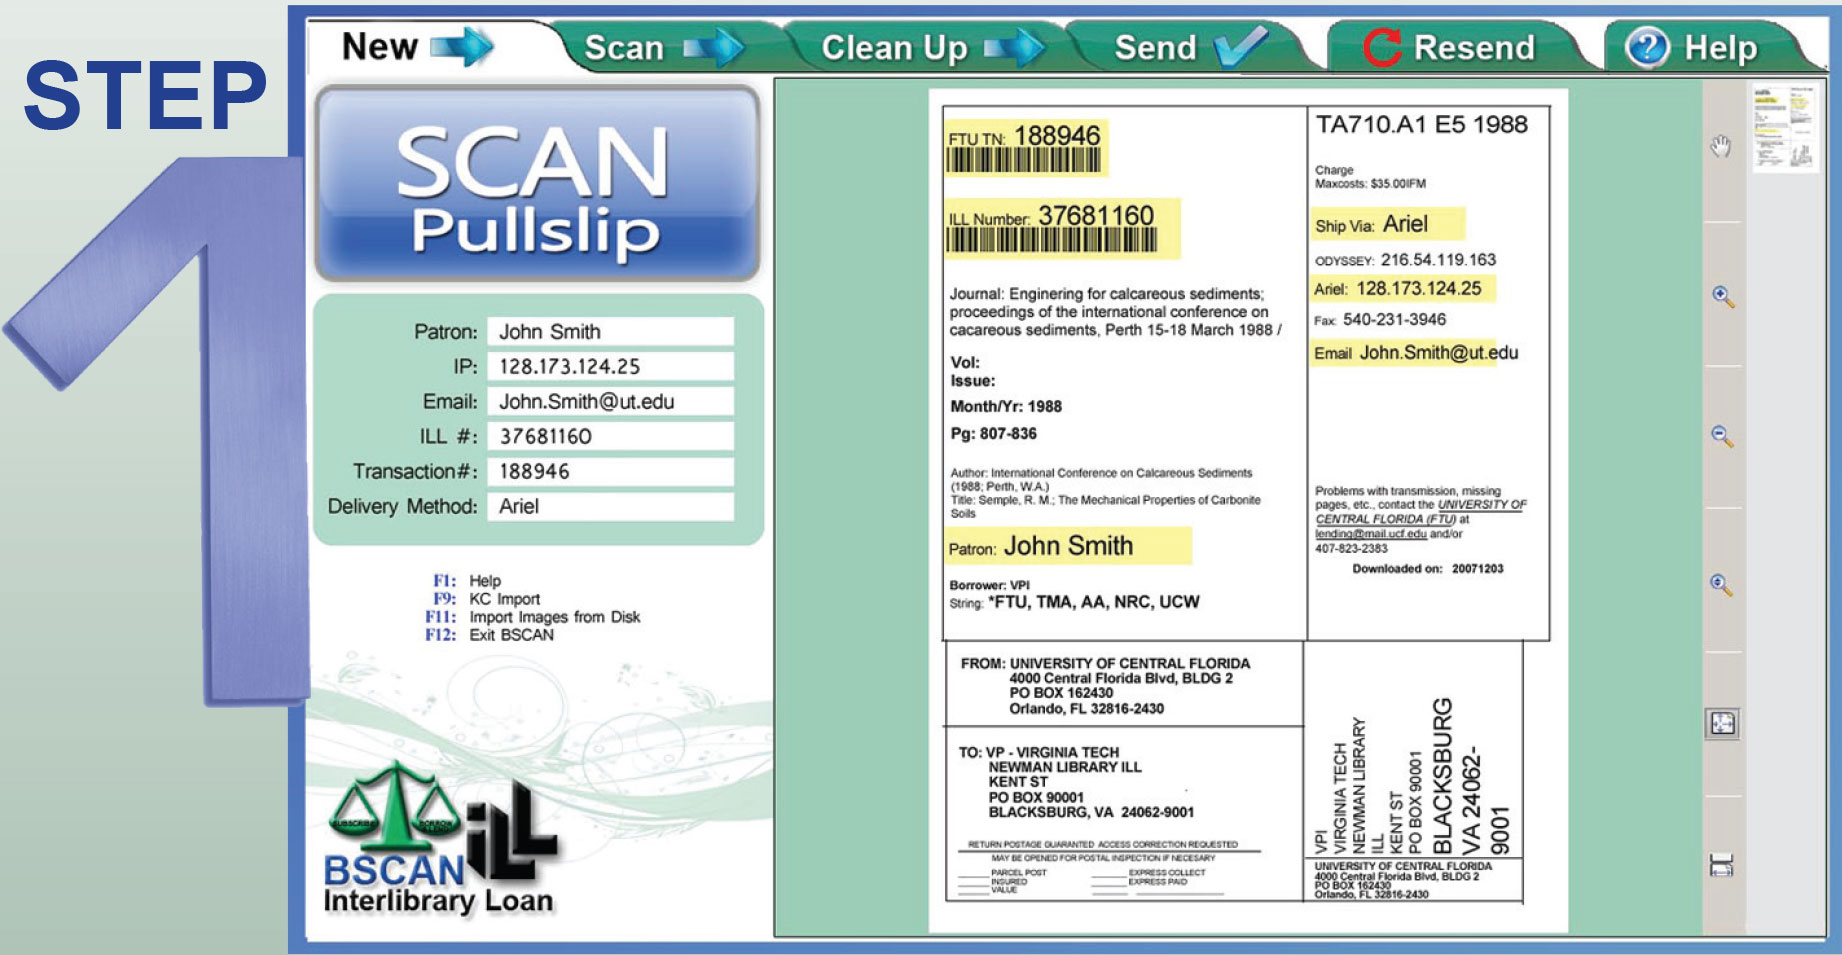 STEP
1
New
Scan
Clean Up
Send
Resend
? Help
SCAN
Pullslip
Patron: John Smith
IP: 128.173.124.25
Email: John.Smith@ut.edu
ILL #: 37681160
Transaction#: 188946
Delivery Method: Ariel
F1: Help
F9: KC Import
F11: Import Images from Disk
F12: Exit BSCAN
SUBSCRIBE
BORROW
ILL
BSCAN
Interlibrary Loan
FTU TN: 188946
ILL Number: 37681160
Journal: Enginering for calcareous sediments;
proceedings of the international conference on
cacareous sediments, Perth 15-18 March 1988 /
Vol:
Issue:
Month/Yr: 1988
Pg: 807-836
Author: International Conference on Calcareous Sediments
(1988; Perth, W.A.)
Title: Semple, R. M.; The Mechanical Properties of Carbonite
Soils
Patron: John Smith
Borrower: VPI
String: *FTU, TMA, AA, NRC, UCW
TA710.A1 E5 1988
Charge
Maxcosts: $35.00IFM
Ship Via: Ariel
ODYSSEY: 216.54.119.163
Ariel: 128.173.124.25
Fax: 540-231-3946
Email John.Smith@ut.edu
Problems with transmission, missing
pages, etc., contact the UNIVERSITY OF
CENTRAL FLORIDA (FTU) at
lending@mail.ucf.edu and/or
407-823-2383
Downloaded on: 20071203
FROM: UNIVERSITY OF CENTRAL FLORIDA
4000 Central Florida Blvd, BLDG 2
PO BOX 162430
Orlando, FL 32816-2430
TO: VP - VIRGINIA TECH
NEWMAN LIBRARY ILL
KENT ST
PO BOX 90001
BLACKSBURG, VA 24062-9001
RETURN POSTAGE GUARANTED ACCESS CORRECTION REQUESTED
MAY BE OPENED FOR POSTAL INSPECTION IF NECESARY
PARCEL POST
EXPRESS COLLECT
INSURED
EXPRESS PAID
VALUE
VPI
VIRGINIA TECH
NEWMAN LIBRARY
ILL
KENT ST
PO BOX 90001
BLACKSBURG
VA 24062-
9001
UNIVERSITY OF CENTRAL FLORIDA
4000 Central Florida Blvd, BLDG 2
PO BOX 162430
Orlando, FL 32816-2430